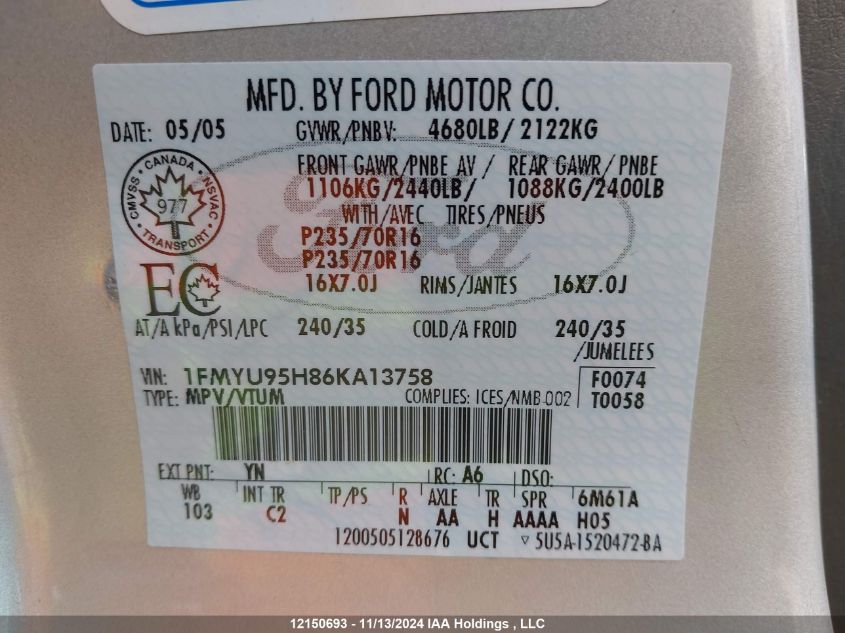 MFD. BY FORD MOTOR CO.
DATE: 05/05 GVWR/PNBV: 4680LB/ 2122KG
FRONT GAWR/PNBE AV / REAR GAWR/ PNBE
1106KG/2440LB/ 1088KG/2400LB
WITH/AVEC TIRES/PNEUS
P235/70R16
P235/70R16
16X7.0J RIMS/JANTES 16X7.0J
CMVSS • CANADA • NSVAC • TRANSPORT •
977
Ford
EC
AT/A kPa/PSI/LPC 240/35 COLD/A FROID 240/35
/JUMELEES
VIN: 1FMYU95H86KA13758 F0074
TYPE: MPV/VTUM COMPLIES: ICES/NMB-002 T0058
EXT PNT: YN RC: A6 DSO:
WB INT TR TP/PS R AXLE TR SPR 6M61A
103 C2 N AA H AAAA H05
1200505128676 UCT ▽ 5U5A-1520472-BA
12150693 - 11/13/2024 IAA Holdings , LLC